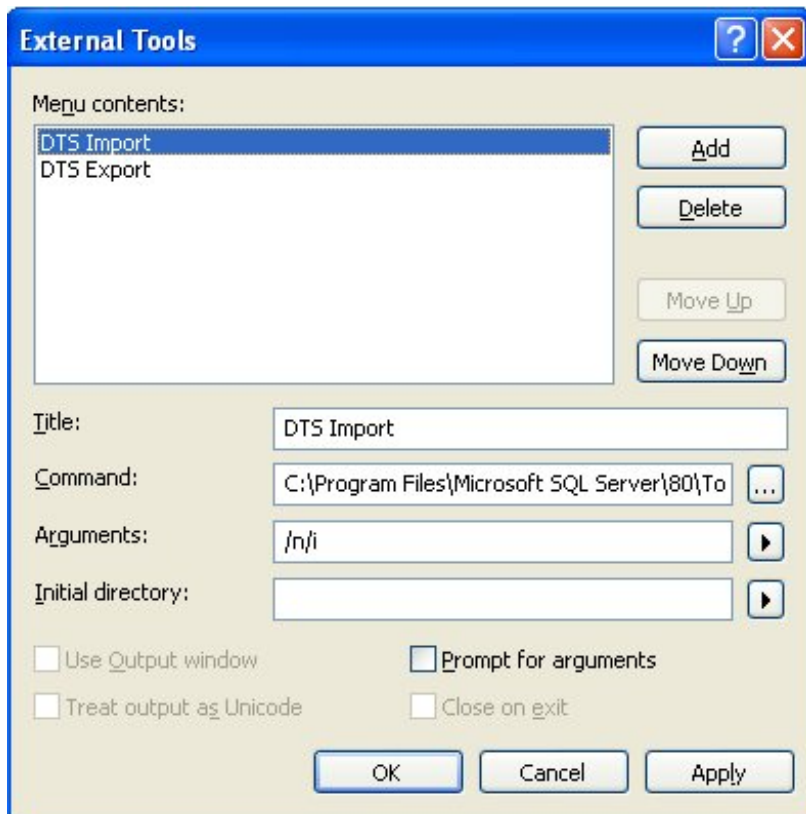 External Tools
Menu contents:
DTS Import
DTS Export
Add
Delete
Move Up
Move Down
Title:
DTS Import
Command:
C:\Program Files\Microsoft SQL Server\80\To
...
Arguments:
/n/i
Initial directory:
Use Output window
Prompt for arguments
Treat output as Unicode
Close on exit
OK
Cancel
Apply